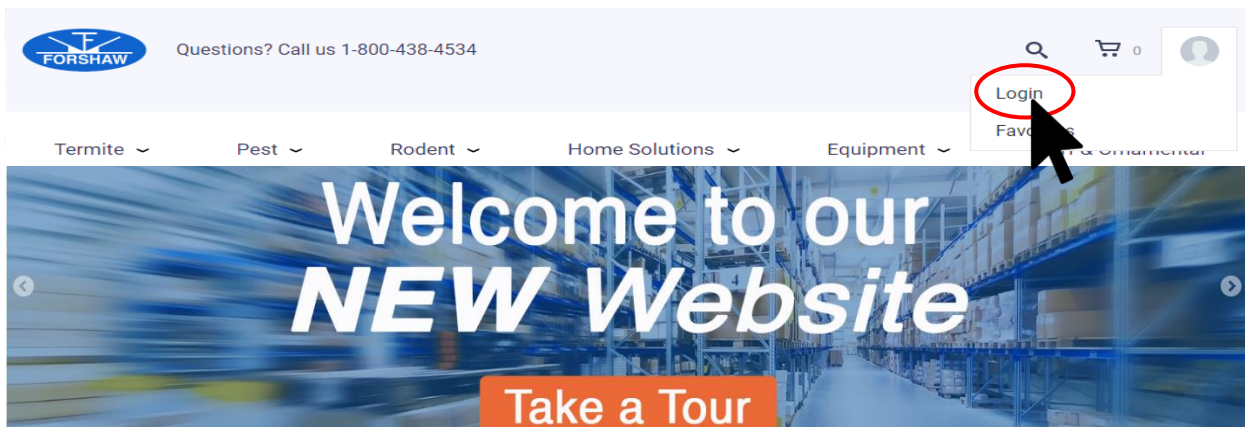 FORSHAW
Questions? Call us 1-800-438-4534
0
Login
Termite
Pest
Rodent
Home Solutions
Equipment
& Ornamental
Welcome to our
NEW Website
Take a Tour